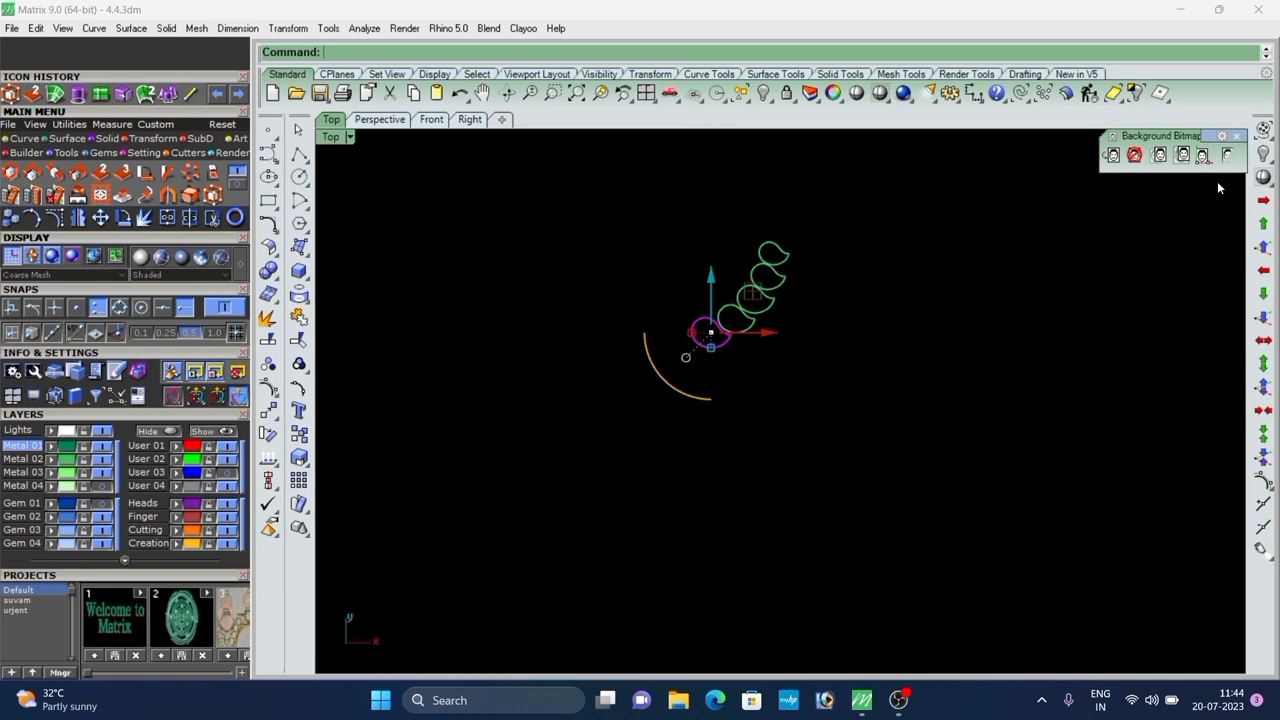 Matrix 9.0 (64-bit) - 4.4.3dm
File Edit View Curve Surface Solid Mesh Dimension Transform Tools Analyze Render Rhino 5.0 Blend Clayoo Help
Command:
ICON HISTORY
Standard CPlanes Set View Display Select Viewport Layout Visibility Transform Curve Tools Surface Tools Solid Tools Mesh Tools Render Tools Drafting New in V5
MAIN MENU
File View Utilities Measure Custom Reset
Curve Surface Solid Transform SubD Art
Builder Tools Gems Setting Cutters Render
Top Perspective Front Right
Top
Background Bitmap
DISPLAY
Coarse Mesh Shaded
SNAPS
0.1 0.25 0.5 1.0
INFO & SETTINGS
LAYERS
Lights Hide Show
Metal 01 User 01
Metal 02 User 02
Metal 03 User 03
Metal 04 User 04
Gem 01 Heads
Gem 02 Finger
Gem 03 Cutting
Gem 04 Creation
PROJECTS
Default
suvam
urjent
1 2 3
Welcome to Matrix
Mngr
y
x
32°C
Partly sunny
Search
ENG
IN
11:44
20-07-2023
3